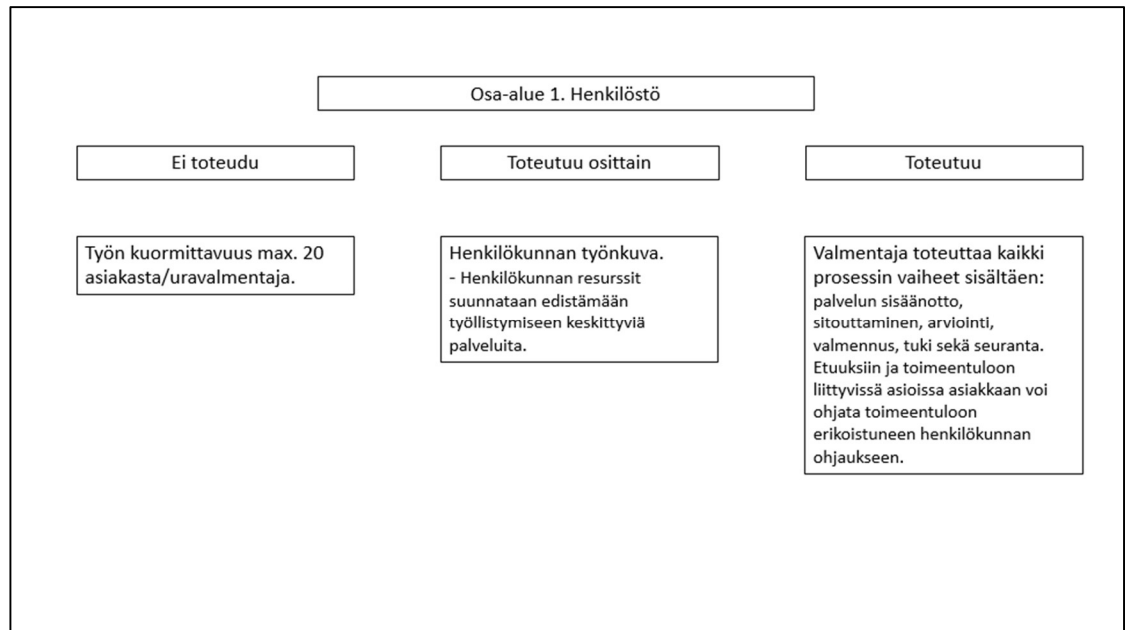 Osa-alue 1. Henkilöstö
Ei toteudu
Toteutuu osittain
Toteutuu
Työn kuormittavuus max. 20
asiakasta/uravalmentaja.
Henkilökunnan työnkuva.
- Henkilökunnan resurssit
suunnataan edistämään
työllistymiseen keskittyviä
palveluita.
Valmentaja toteuttaa kaikki
prosessin vaiheet sisältäen:
palvelun sisäänotto,
sitouttaminen, arviointi,
valmennus, tuki sekä seuranta.
Etuuksiin ja toimeentuloon
liittyvissä asioissa asiakkaan voi
ohjata toimeentuloon
erikoistuneen henkilökunnan
ohjaukseen.